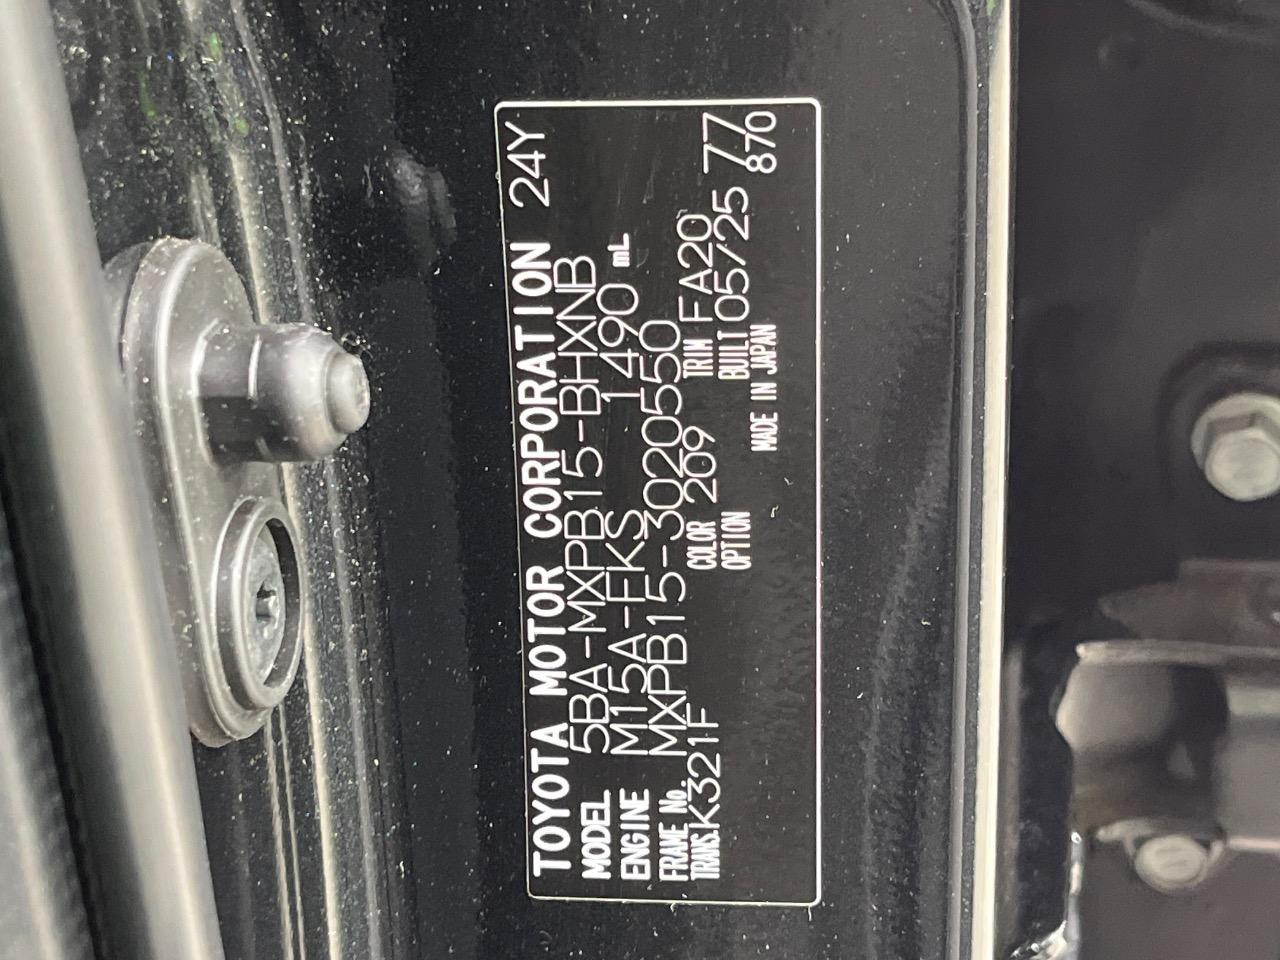 TOYOTA MOTOR CORPORATION 24Y
MODEL 5BA-MXPB15-BHXNB
ENGINE M15A-FKS 1490 mL
FRAME No. MXPB15-3020550
TRANS. K321F COLOR 209 TRIM FA20
OPTION BUILT 05/25 77
MADE IN JAPAN 870